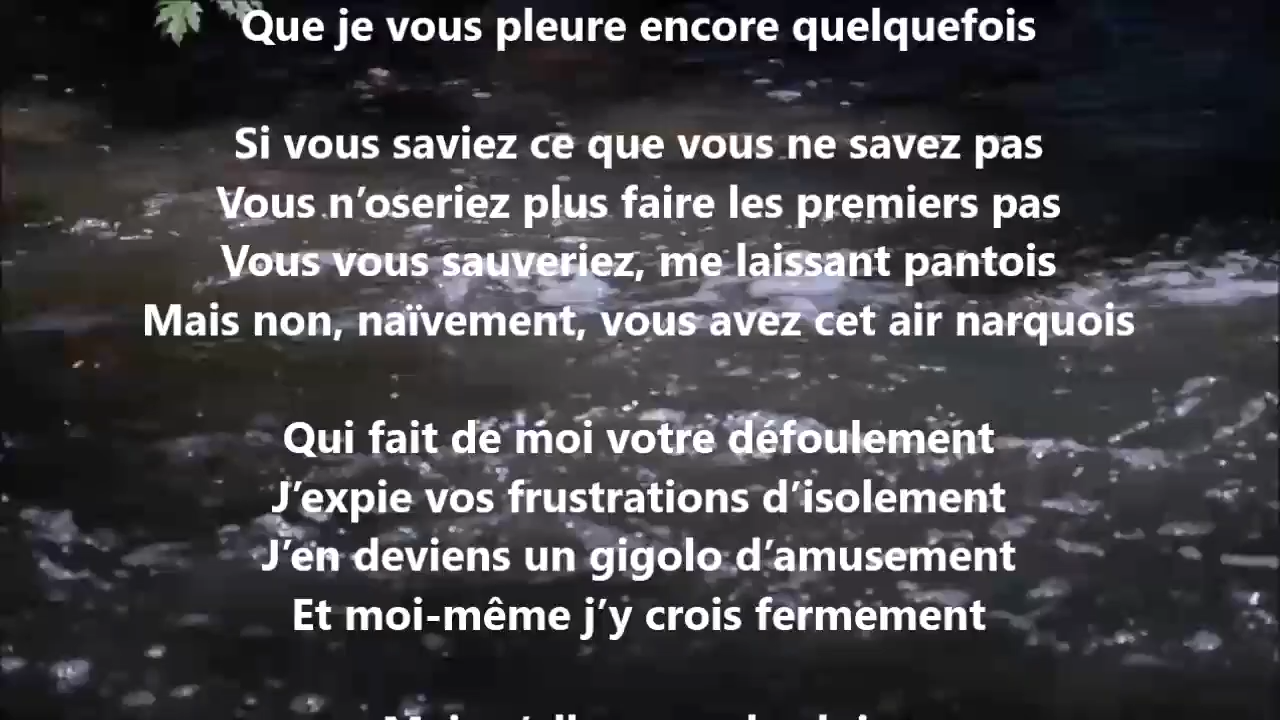 Que je vous pleure encore quelquefois
Si vous saviez ce que vous ne savez pas
Vous n’oseriez plus faire les premiers pas
Vous vous sauveriez, me laissant pantois
Mais non, naïvement, vous avez cet air narquois
Qui fait de moi votre défoulement
J’expie vos frustrations d’isolement
J’en deviens un gigolo d’amusement
Et moi-même j’y crois fermement